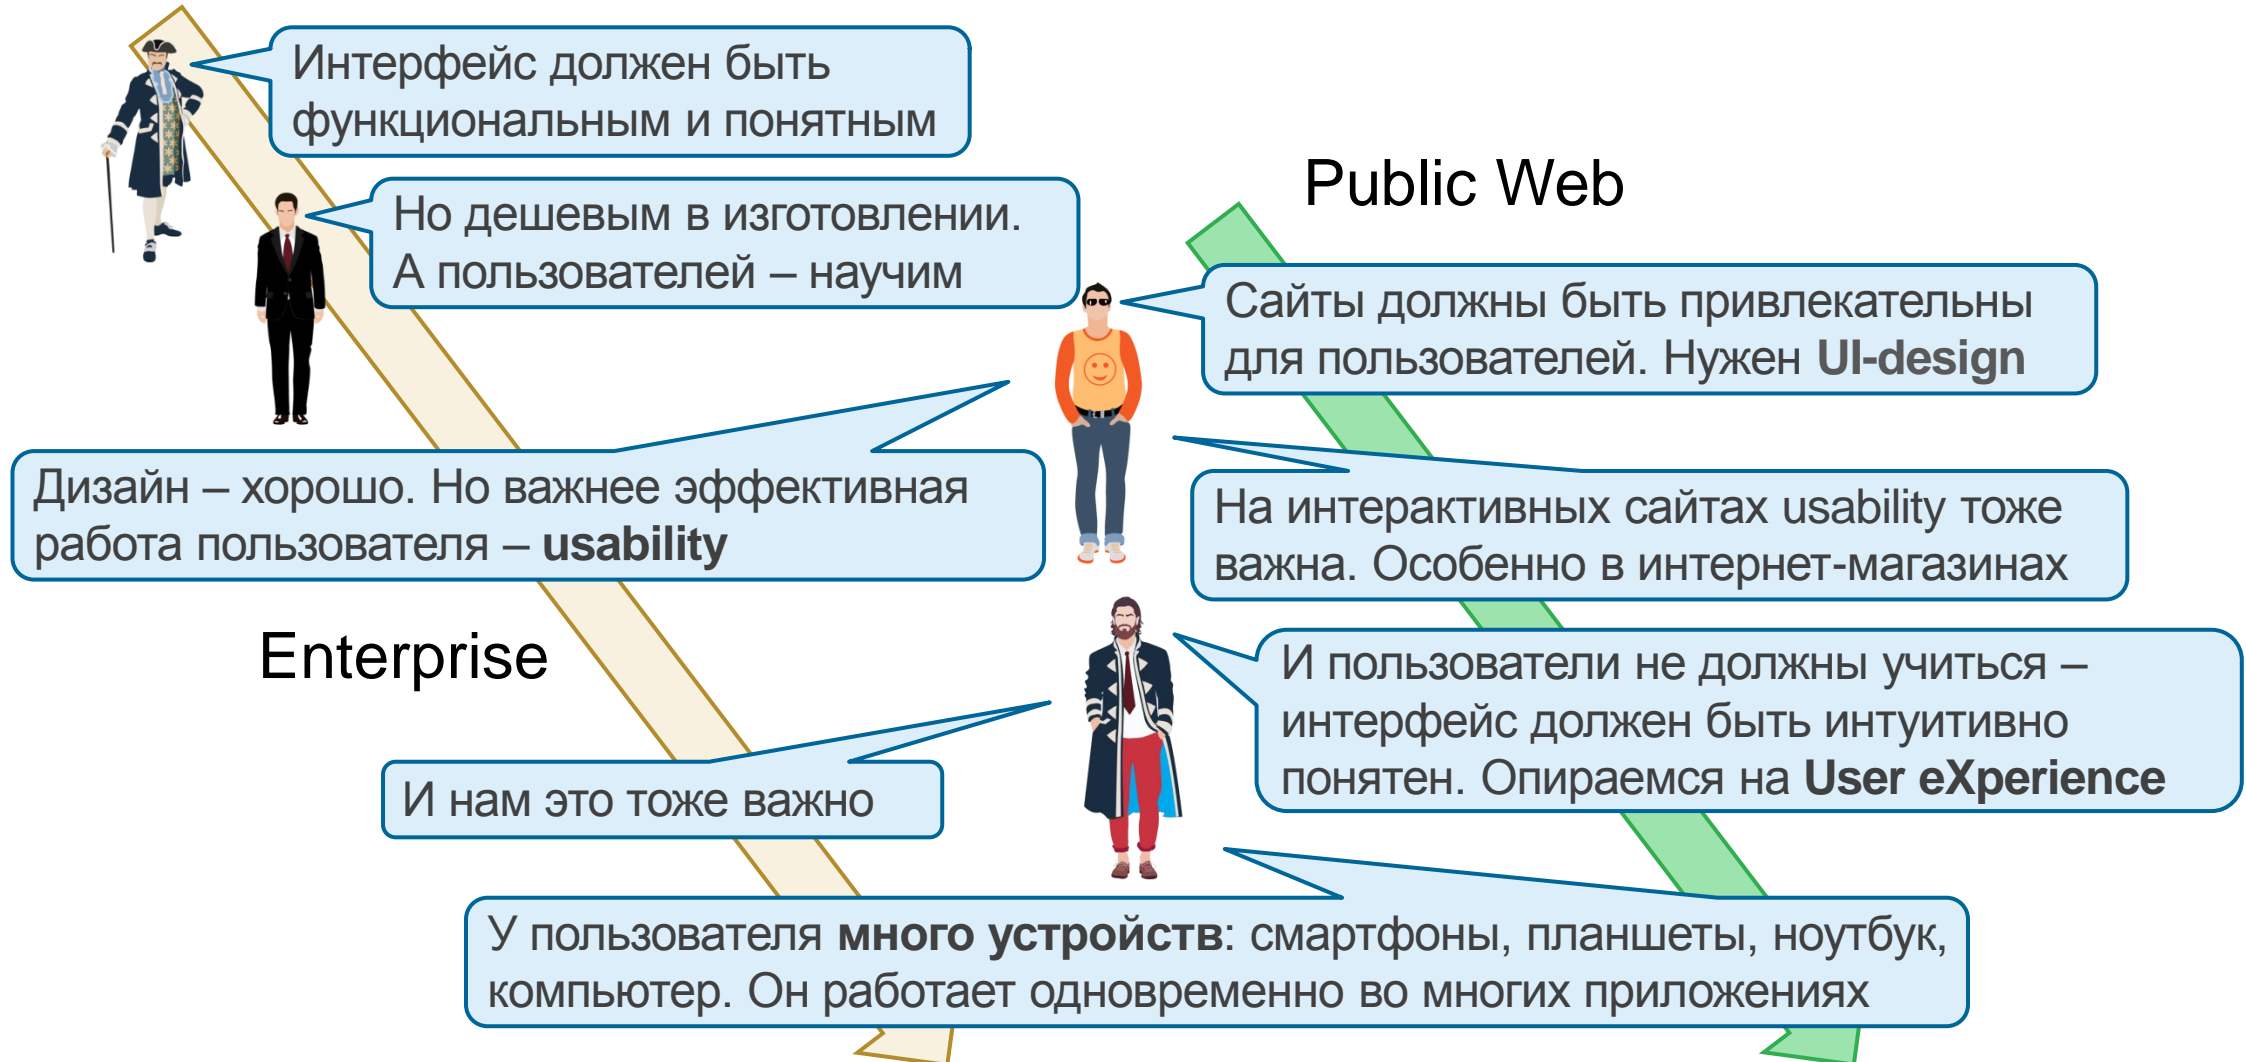 Интерфейс должен быть
функциональным и понятным
Public Web
Но дешевым в изготовлении.
А пользователей – научим
Сайты должны быть привлекательны
для пользователей. Нужен UI-design
Дизайн – хорошо. Но важнее эффективная
работа пользователя – usability
На интерактивных сайтах usability тоже
важна. Особенно в интернет-магазинах
Enterprise
И пользователи не должны учиться –
интерфейс должен быть интуитивно
понятен. Опираемся на User eXperience
И нам это тоже важно
У пользователя много устройств: смартфоны, планшеты, ноутбук,
компьютер. Он работает одновременно во многих приложениях